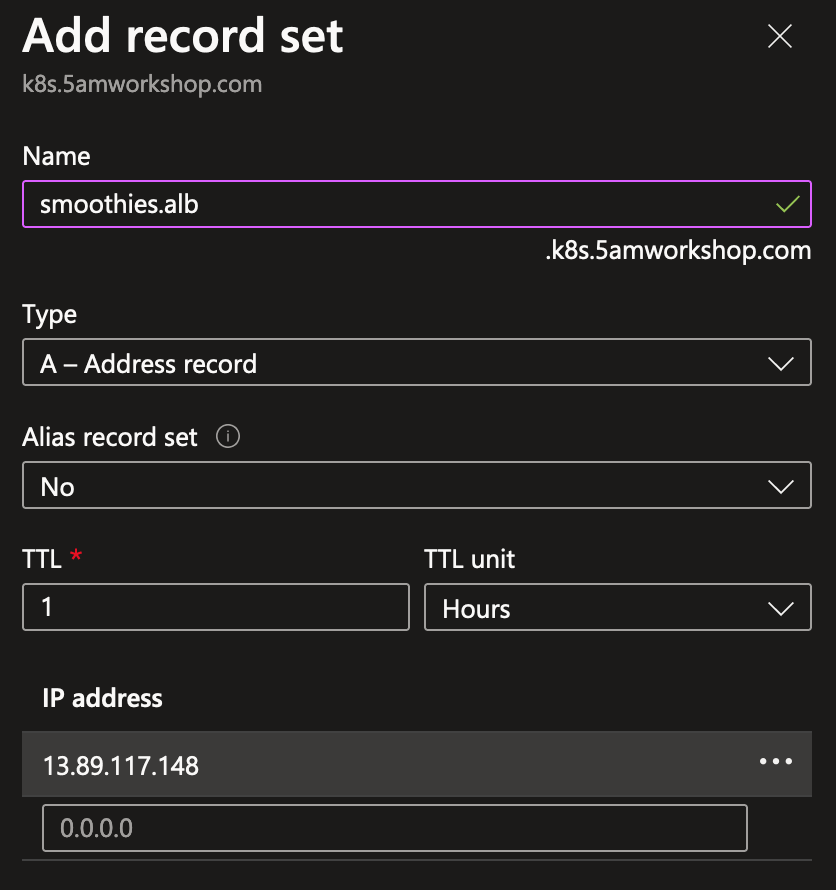 Add record set
k8s.5amworkshop.com
Name
smoothies.alb
.k8s.5amworkshop.com
Type
A – Address record
Alias record set
No
TTL *
TTL unit
1
Hours
IP address
13.89.117.148
0.0.0.0